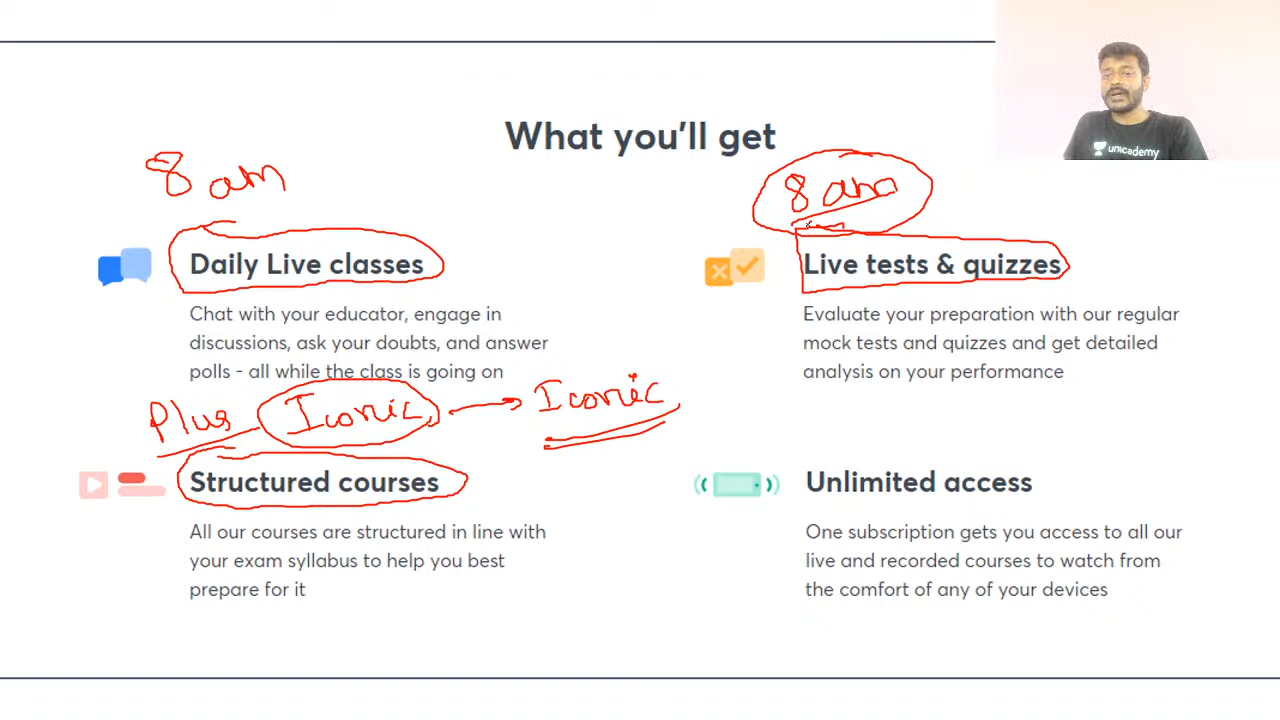 unacademy
What you'll get
8 am
8 am
Daily Live classes
Chat with your educator, engage in
discussions, ask your doubts, and answer
polls - all while the class is going on
Live tests & quizzes
Evaluate your preparation with our regular
mock tests and quizzes and get detailed
analysis on your performance
Plus Iconic Iconic
Structured courses
All our courses are structured in line with
your exam syllabus to help you best
prepare for it
Unlimited access
One subscription gets you access to all our
live and recorded courses to watch from
the comfort of any of your devices